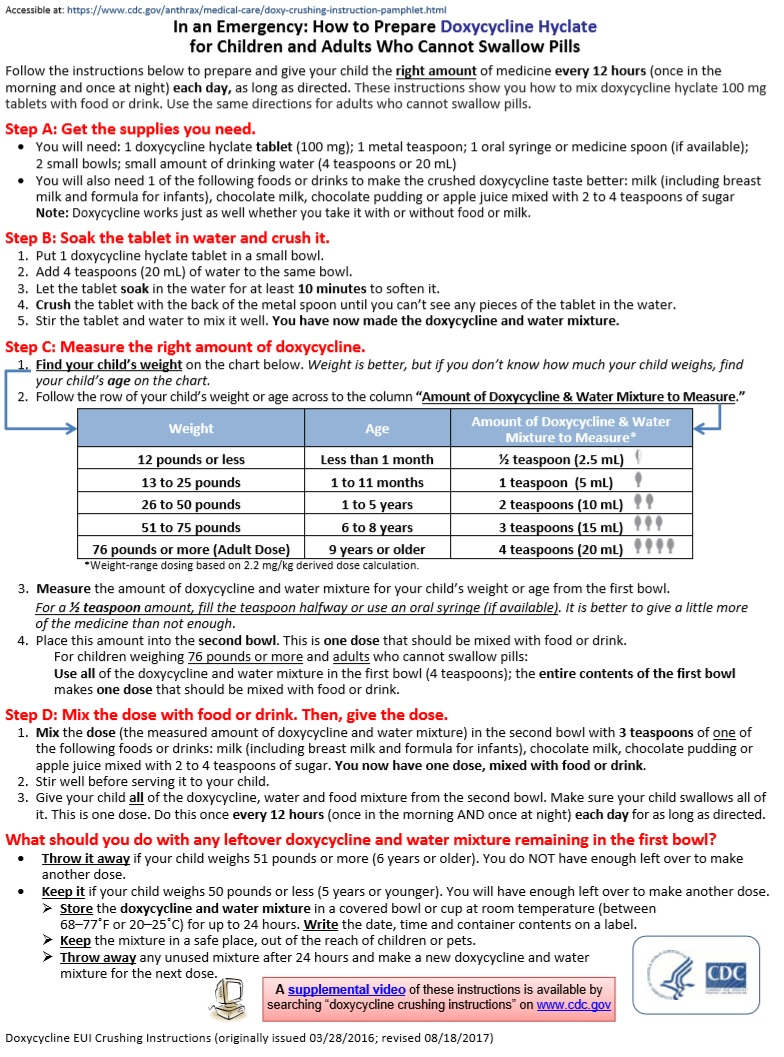 Accessible at: https://www.cdc.gov/anthrax/medical-care/doxy-crushing-instruction-pamphlet.html
In an Emergency: How to Prepare Doxycycline Hyclate
for Children and Adults Who Cannot Swallow Pills
Follow the instructions below to prepare and give your child the right amount of medicine every 12 hours (once in the
morning and once at night) each day, as long as directed. These instructions show you how to mix doxycycline hyclate 100 mg
tablets with food or drink. Use the same directions for adults who cannot swallow pills.
Step A: Get the supplies you need.
• You will need: 1 doxycycline hyclate tablet (100 mg); 1 metal teaspoon; 1 oral syringe or medicine spoon (if available);
2 small bowls; small amount of drinking water (4 teaspoons or 20 mL)
• You will also need 1 of the following foods or drinks to make the crushed doxycycline taste better: milk (including breast
milk and formula for infants), chocolate milk, chocolate pudding or apple juice mixed with 2 to 4 teaspoons of sugar
Note: Doxycycline works just as well whether you take it with or without food or milk.
Step B: Soak the tablet in water and crush it.
1. Put 1 doxycycline hyclate tablet in a small bowl.
2. Add 4 teaspoons (20 mL) of water to the same bowl.
3. Let the tablet soak in the water for at least 10 minutes to soften it.
4. Crush the tablet with the back of the metal spoon until you can't see any pieces of the tablet in the water.
5. Stir the tablet and water to mix it well. You have now made the doxycycline and water mixture.
Step C: Measure the right amount of doxycycline.
1. Find your child's weight on the chart below. Weight is better, but if you don't know how much your child weighs, find
your child's age on the chart.
2. Follow the row of your child's weight or age across to the column "Amount of Doxycycline & Water Mixture to Measure."
Weight Age Amount of Doxycycline & Water
Mixture to Measure*
12 pounds or less Less than 1 month ½ teaspoon (2.5 mL)
13 to 25 pounds 1 to 11 months 1 teaspoon (5 mL)
26 to 50 pounds 1 to 5 years 2 teaspoons (10 mL)
51 to 75 pounds 6 to 8 years 3 teaspoons (15 mL)
76 pounds or more (Adult Dose) 9 years or older 4 teaspoons (20 mL)
*Weight-range dosing based on 2.2 mg/kg derived dose calculation.
3. Measure the amount of doxycycline and water mixture for your child's weight or age from the first bowl.
For a ½ teaspoon amount, fill the teaspoon halfway or use an oral syringe (if available). It is better to give a little more
of the medicine than not enough.
4. Place this amount into the second bowl. This is one dose that should be mixed with food or drink.
For children weighing 76 pounds or more and adults who cannot swallow pills:
Use all of the doxycycline and water mixture in the first bowl (4 teaspoons); the entire contents of the first bowl
makes one dose that should be mixed with food or drink.
Step D: Mix the dose with food or drink. Then, give the dose.
1. Mix the dose (the measured amount of doxycycline and water mixture) in the second bowl with 3 teaspoons of one of
the following foods or drinks: milk (including breast milk and formula for infants), chocolate milk, chocolate pudding or
apple juice mixed with 2 to 4 teaspoons of sugar. You now have one dose, mixed with food or drink.
2. Stir well before serving it to your child.
3. Give your child all of the doxycycline, water and food mixture from the second bowl. Make sure your child swallows all of
it. This is one dose. Do this once every 12 hours (once in the morning AND once at night) each day for as long as directed.
What should you do with any leftover doxycycline and water mixture remaining in the first bowl?
• Throw it away if your child weighs 51 pounds or more (6 years or older). You do NOT have enough left over to make
another dose.
• Keep it if your child weighs 50 pounds or less (5 years or younger). You will have enough left over to make another dose.
➢ Store the doxycycline and water mixture in a covered bowl or cup at room temperature (between
68–77˚F or 20–25˚C) for up to 24 hours. Write the date, time and container contents on a label.
➢ Keep the mixture in a safe place, out of the reach of children or pets.
➢ Throw away any unused mixture after 24 hours and make a new doxycycline and water
mixture for the next dose.
A supplemental video of these instructions is available by
searching "doxycycline crushing instructions" on www.cdc.gov
CDC
Doxycycline EUI Crushing Instructions (originally issued 03/28/2016; revised 08/18/2017)